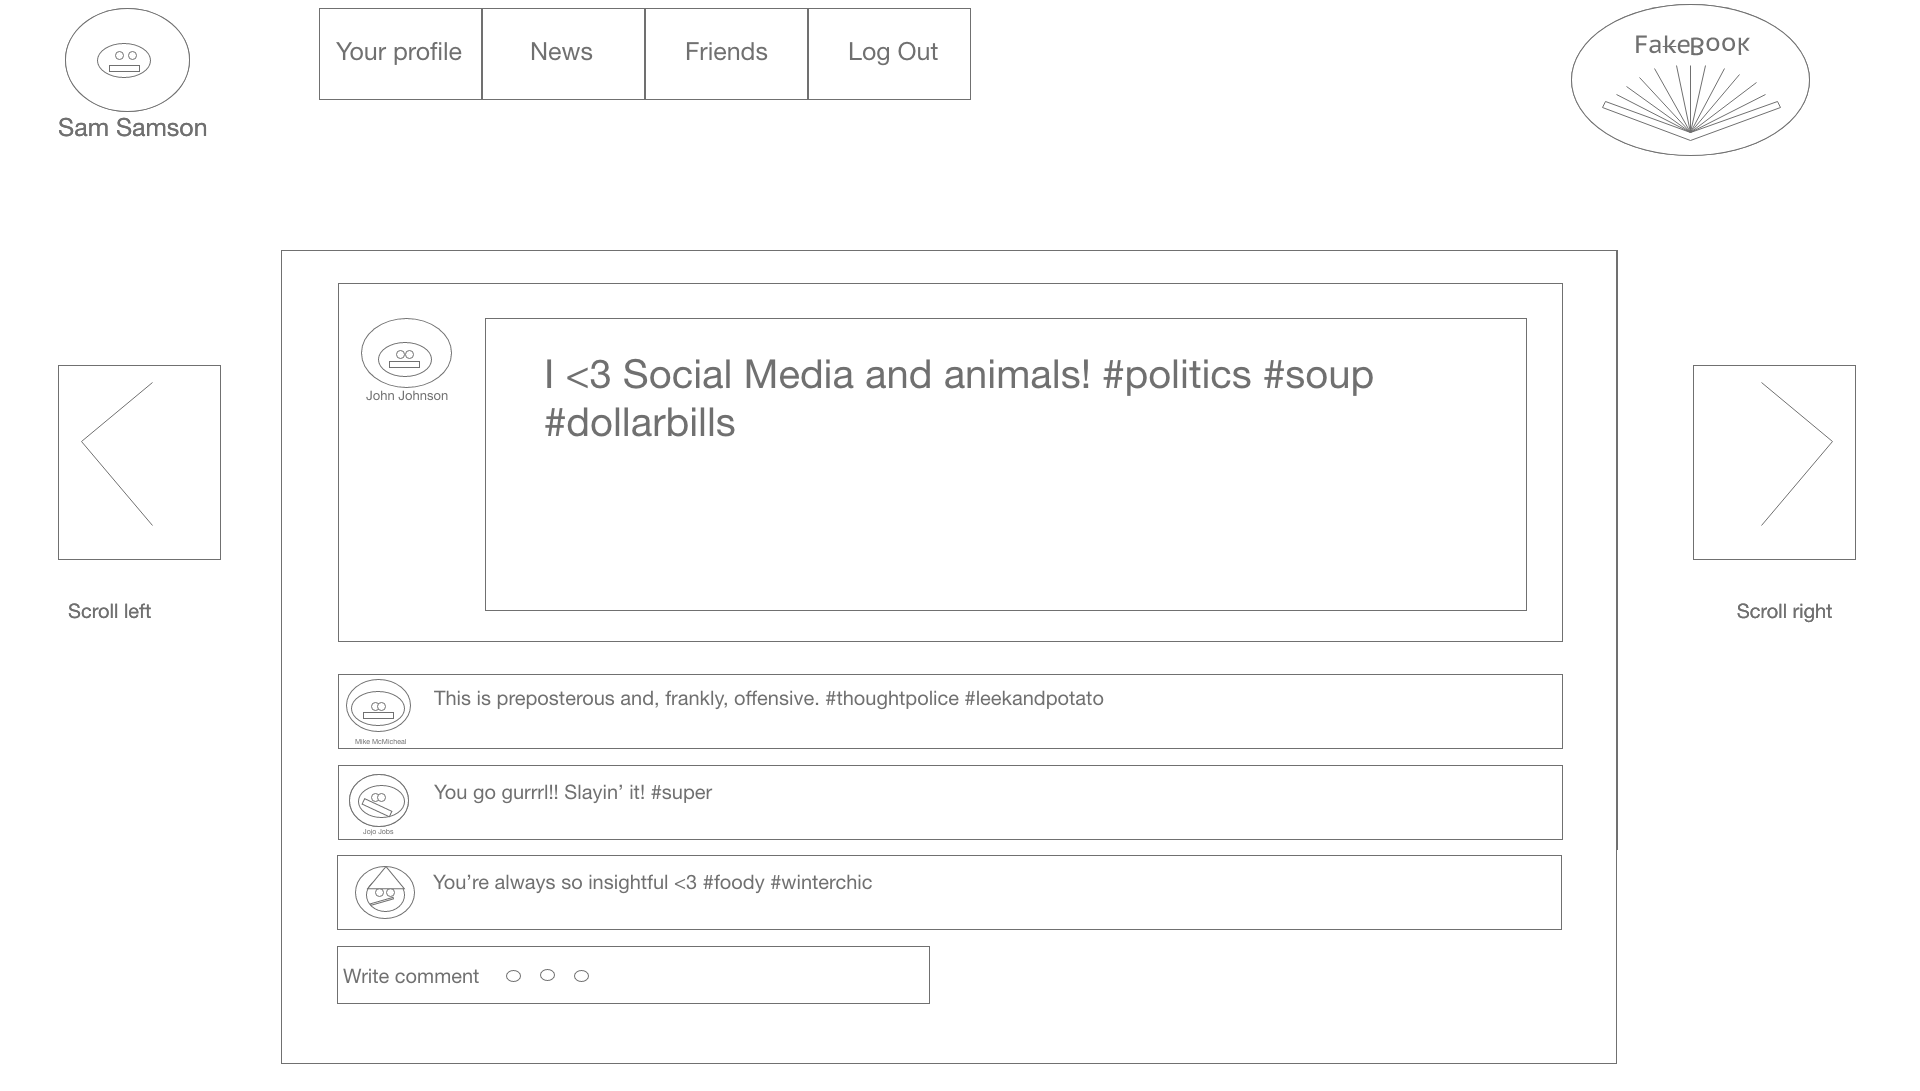 Your profile
News
Friends
Log Out
FakeBOOK
Sam Samson
I <3 Social Media and animals! #politics #soup
#dollarbills
John Johnson
Scroll left
Scroll right
This is preposterous and, frankly, offensive. #thoughtpolice #leekandpotato
Mike McMicheal
You go gurrrl!! Slayin’ it! #super
Jojo Jobs
You’re always so insightful <3 #foody #winterchic
Write comment